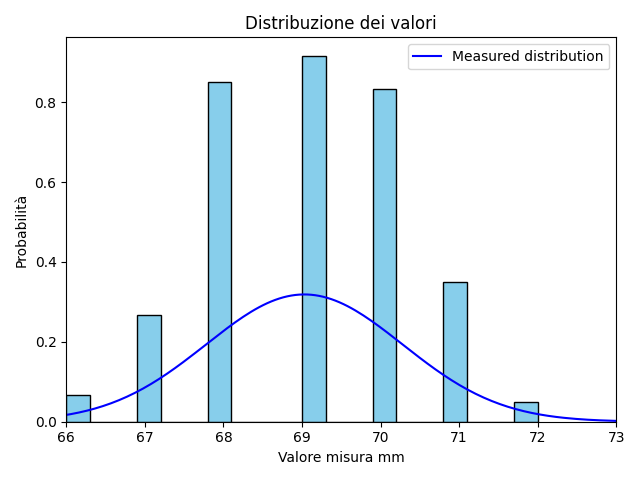 Distribuzione dei valori
Measured distribution
Probabilità
0.8
0.6
0.4
0.2
0.0
66 67 68 69 70 71 72 73
Valore misura mm